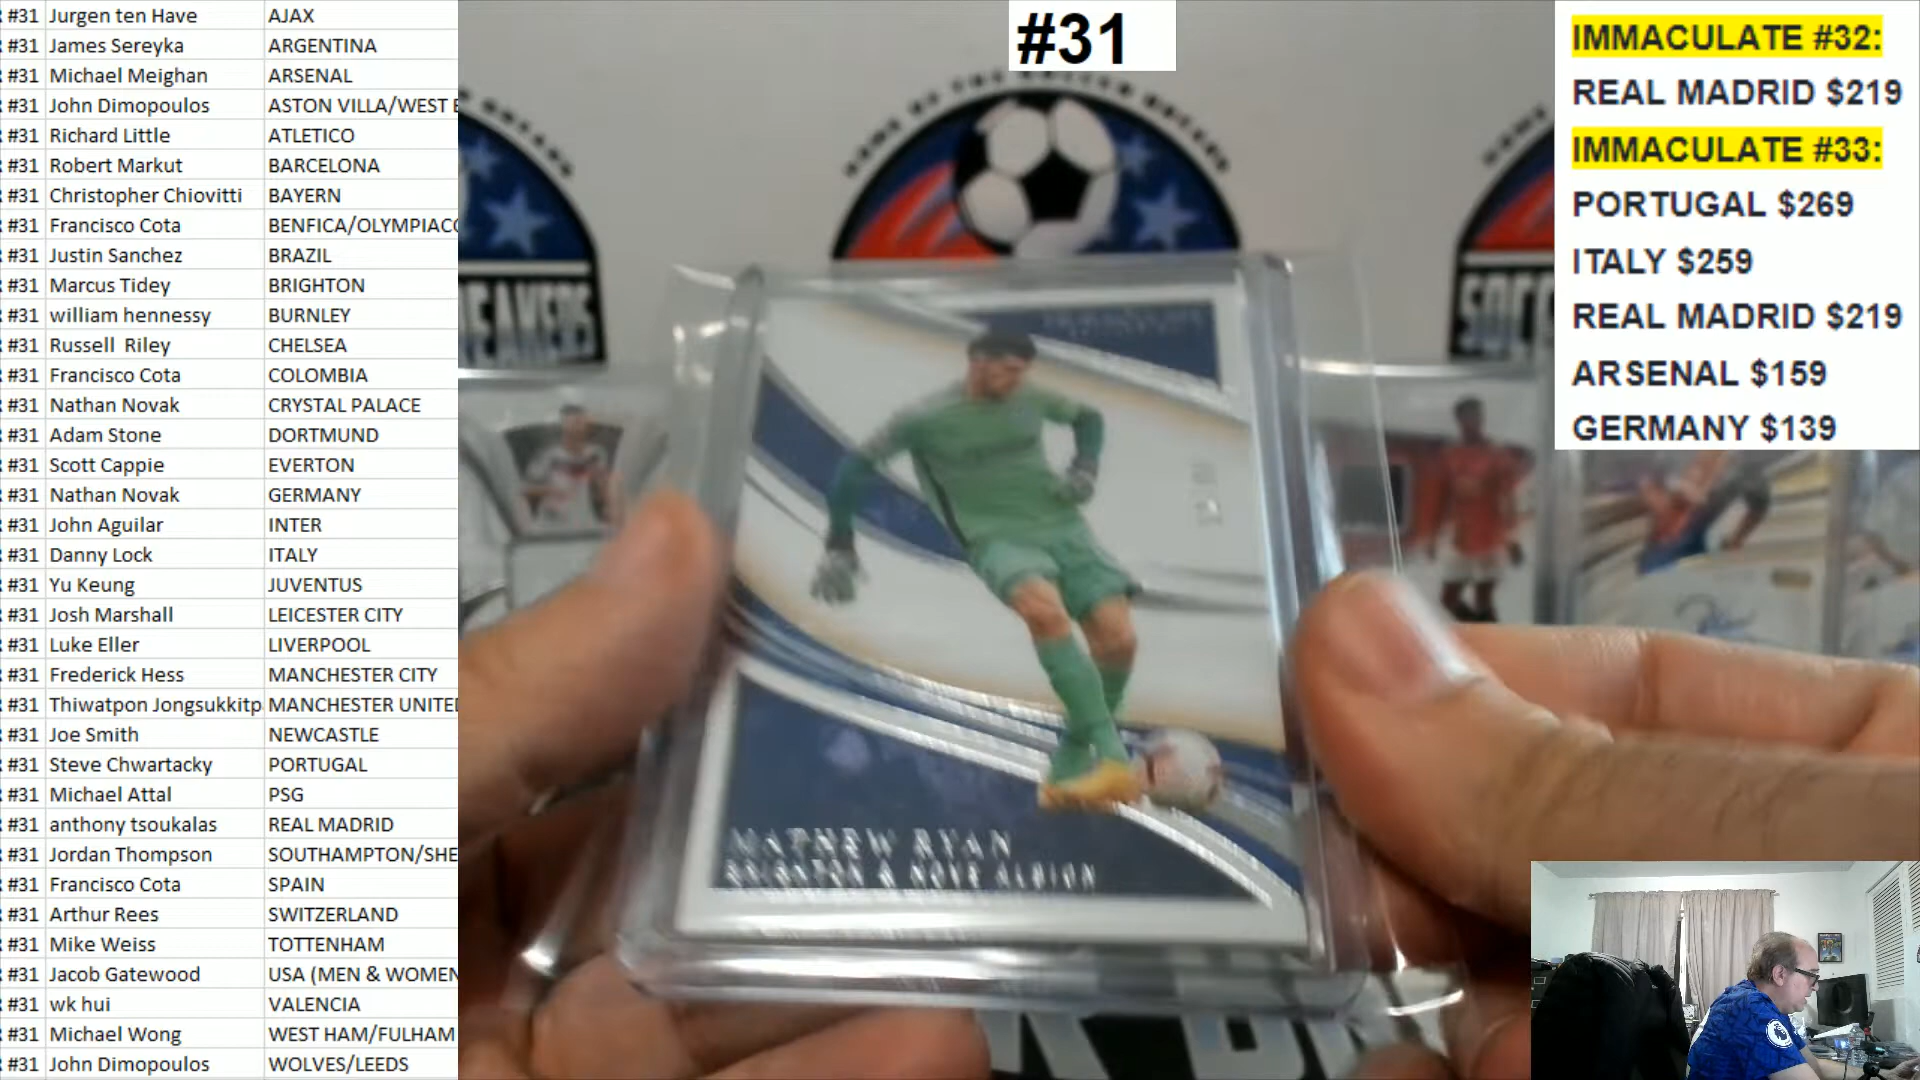 #31 Jurgen ten Have AJAX
#31 James Sereyka ARGENTINA
#31 Michael Meighan ARSENAL
#31 John Dimopoulos ASTON VILLA/WEST
#31 Richard Little ATLETICO
#31 Robert Markut BARCELONA
#31 Christopher Chiovitti BAYERN
#31 Francisco Cota BENFICA/OLYMPIAC
#31 Justin Sanchez BRAZIL
#31 Marcus Tidey BRIGHTON
#31 william hennessy BURNLEY
#31 Russell Riley CHELSEA
#31 Francisco Cota COLOMBIA
#31 Nathan Novak CRYSTAL PALACE
#31 Adam Stone DORTMUND
#31 Scott Cappie EVERTON
#31 Nathan Novak GERMANY
#31 John Aguilar INTER
#31 Danny Lock ITALY
#31 Yu Keung JUVENTUS
#31 Josh Marshall LEICESTER CITY
#31 Luke Eller LIVERPOOL
#31 Frederick Hess MANCHESTER CITY
#31 Thiwatpon Jongsukkitp MANCHESTER UNITED
#31 Joe Smith NEWCASTLE
#31 Steve Chwartacky PORTUGAL
#31 Michael Attal PSG
#31 anthony tsoukalas REAL MADRID
#31 Jordan Thompson SOUTHAMPTON/SHE
#31 Francisco Cota SPAIN
#31 Arthur Rees SWITZERLAND
#31 Mike Weiss TOTTENHAM
#31 Jacob Gatewood USA (MEN & WOMEN
#31 wk hui VALENCIA
#31 Michael Wong WEST HAM/FULHAM
#31 John Dimopoulos WOLVES/LEEDS
#31
MATHEW RYAN
BRIGHTON & HOVE ALBION
IMMACULATE #32:
REAL MADRID $219
IMMACULATE #33:
PORTUGAL $269
ITALY $259
REAL MADRID $219
ARSENAL $159
GERMANY $139